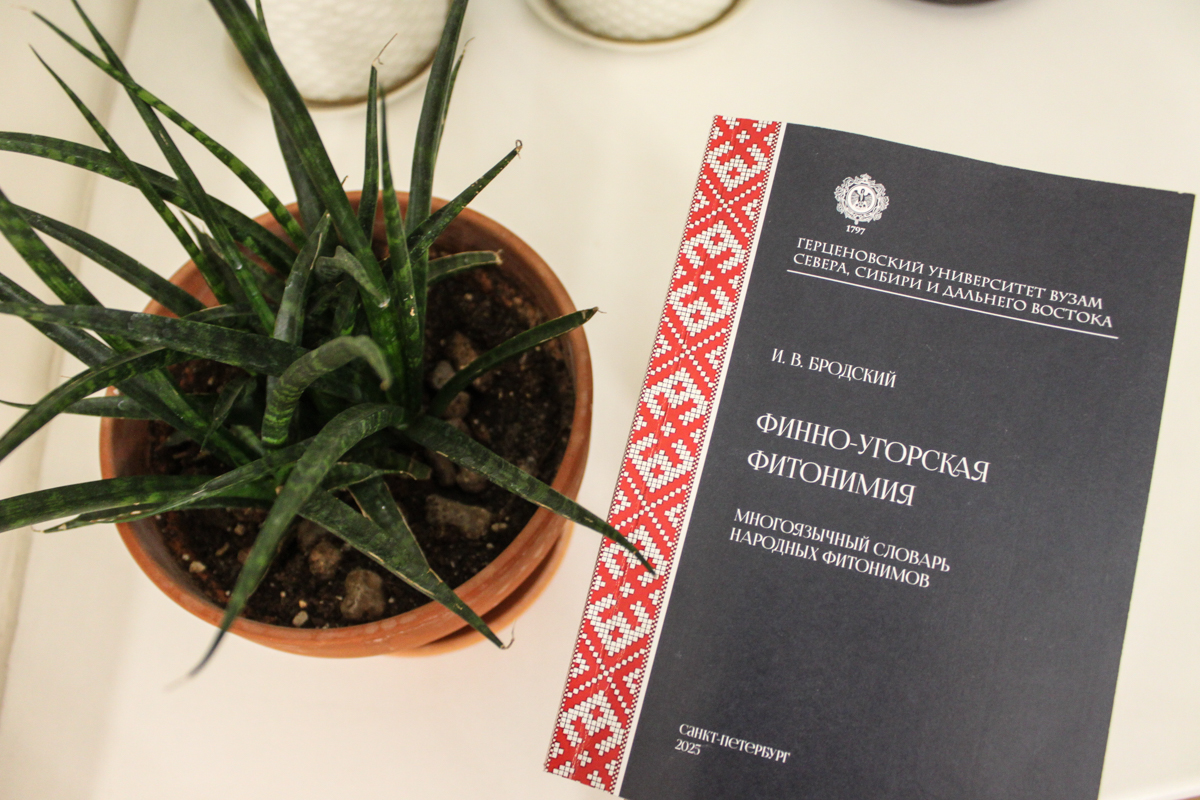 1797
ГЕРЦЕНОВСКИЙ УНИВЕРСИТЕТ ВУЗАМ
СЕВЕРА, СИБИРИ И ДАЛЬНЕГО ВОСТОКА
И. В. БРОДСКИЙ
ФИННО-УГОРСКАЯ
ФИТОНИМИЯ
МНОГОЯЗЫЧНЫЙ СЛОВАРЬ
НАРОДНЫХ ФИТОНИМОВ
САНКТ-ПЕТЕРБУРГ
2025